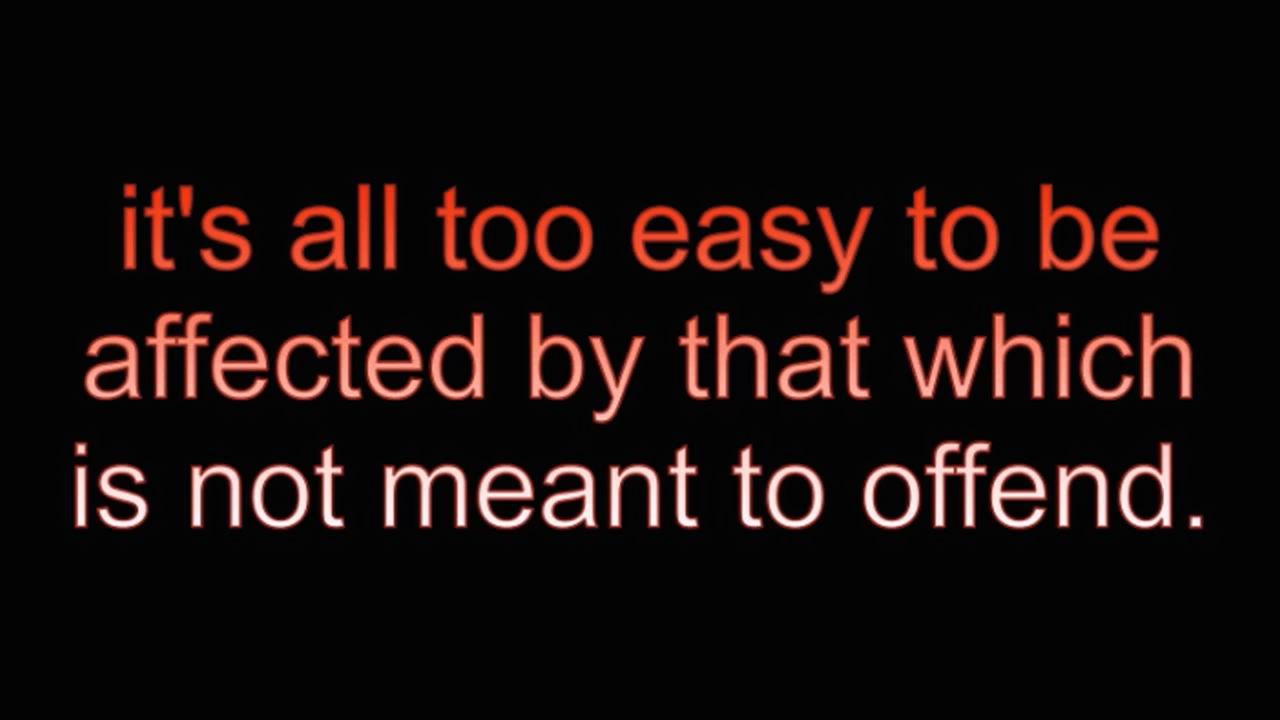 it's all too easy to be
affected by that which
is not meant to offend.